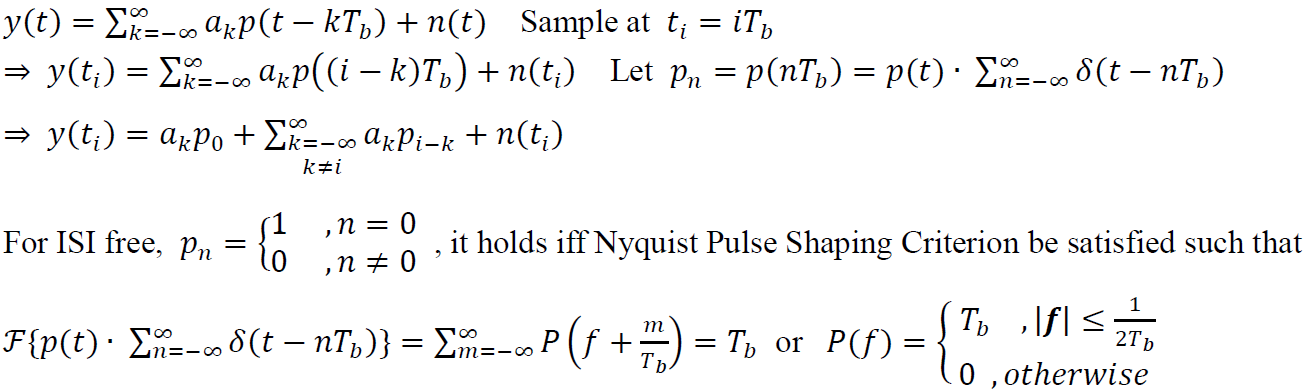 y(t) = ∑_{k=-∞}^{∞} a_k p(t − kT_b) + n(t) Sample at t_i = iT_b
⇒ y(t_i) = ∑_{k=-∞}^{∞} a_k p((i − k)T_b) + n(t_i) Let p_n = p(nT_b) = p(t) · ∑_{n=-∞}^{∞} δ(t − nT_b)
⇒ y(t_i) = a_k p_0 + ∑_{k=-∞, k≠i}^{∞} a_k p_{i−k} + n(t_i)
For ISI free, p_n = {1 , n = 0; 0 , n ≠ 0 , it holds iff Nyquist Pulse Shaping Criterion be satisfied such that
ℱ{p(t) · ∑_{n=-∞}^{∞} δ(t − nT_b)} = ∑_{m=-∞}^{∞} P(f + m/T_b) = T_b or P(f) = {T_b , |f| ≤ 1/(2T_b); 0 , otherwise